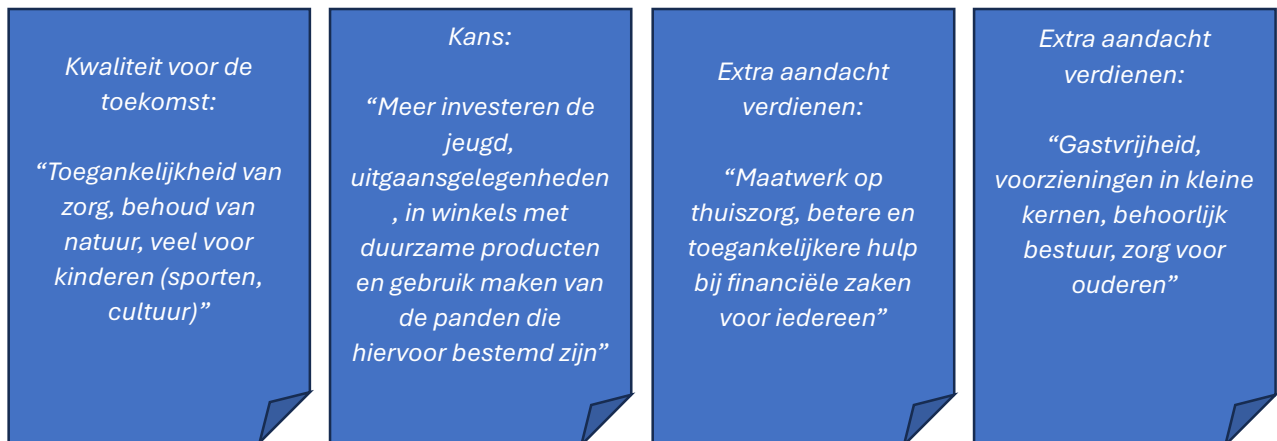 Kwaliteit voor de
toekomst:
“Toegankelijkheid van
zorg, behoud van
natuur, veel voor
kinderen (sporten,
cultuur)”
Kans:
“Meer investeren de
jeugd,
uitgaansgelegenheden
, in winkels met
duurzame producten
en gebruik maken van
de panden die
hiervoor bestemd zijn”
Extra aandacht
verdienen:
“Maatwerk op
thuiszorg, betere en
toegankelijkere hulp
bij financiële zaken
voor iedereen”
Extra aandacht
verdienen:
“Gastvrijheid,
voorzieningen in kleine
kernen, behoorlijk
bestuur, zorg voor
ouderen”